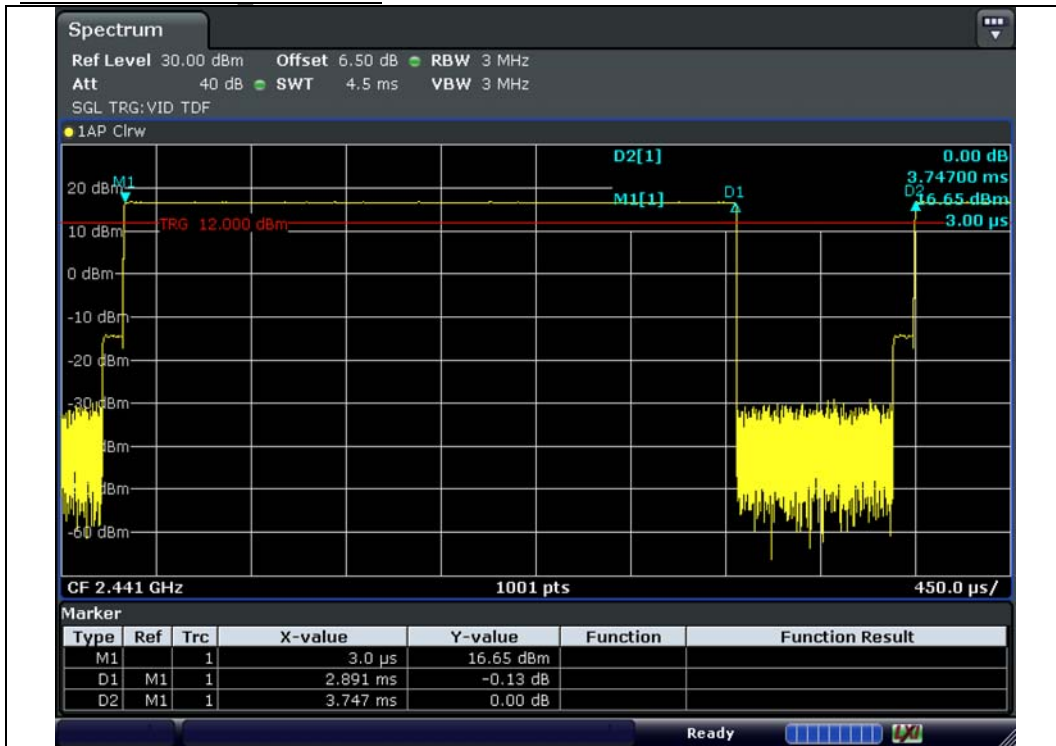 Spectrum
Ref Level 30.00 dBm Offset 6.50 dB RBW 3 MHz
Att 40 dB SWT 4.5 ms VBW 3 MHz
SGL TRG:VID TDF
1AP Clrw
D2[1] 0.00 dB
3.74700 ms
M1[1] 16.65 dBm
3.00 µs
M1
D1
D2
20 dBm
TRG 12.000 dBm
10 dBm
0 dBm
-10 dBm
-20 dBm
-30 dBm
dBm
dBm
-60 dBm
CF 2.441 GHz 1001 pts 450.0 µs/
Marker
Type Ref Trc X-value Y-value Function Function Result
M1 1 3.0 µs 16.65 dBm
D1 M1 1 2.891 ms -0.13 dB
D2 M1 1 3.747 ms 0.00 dB
Ready LXI